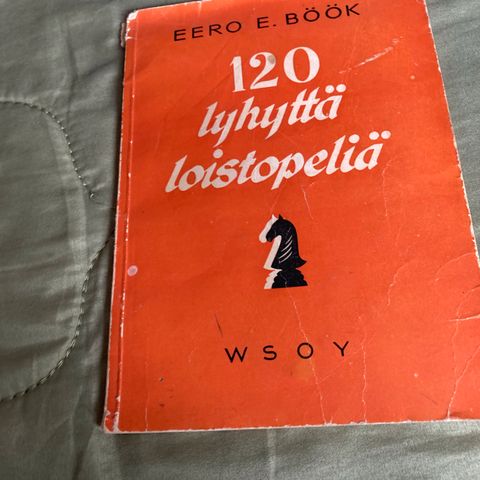 EERO E. BÖÖK
120
lyhyttä
loistopeliä
WSOY